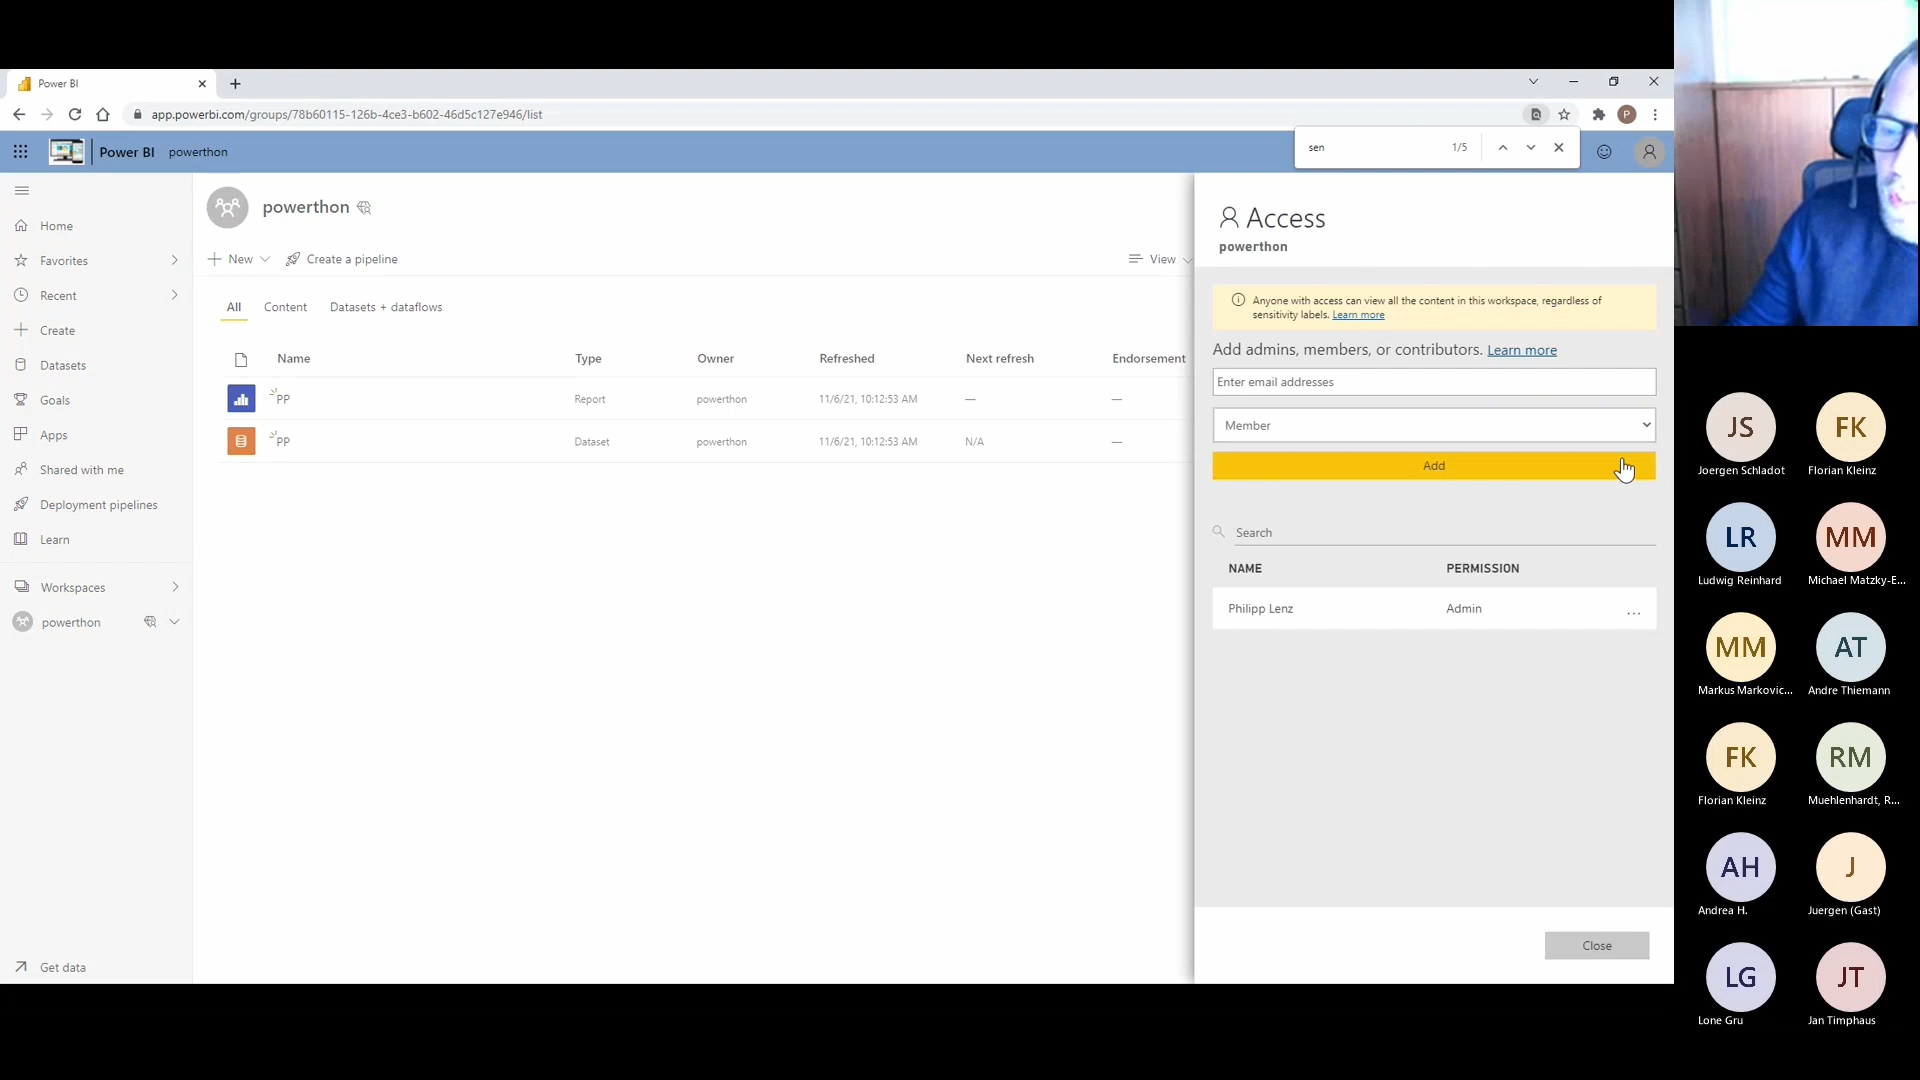 Power BI
app.powerbi.com/groups/78b60115-126b-4ce3-b602-46d5c127e946/list
P
Power BI powerthon
sen 1/5
powerthon
New
Create a pipeline
View
All
Content
Datasets + dataflows
Name Type Owner Refreshed Next refresh Endorsement
PP Report powerthon 11/6/21, 10:12:53 AM — —
PP Dataset powerthon 11/6/21, 10:12:53 AM N/A —
Home
Favorites
Recent
Create
Datasets
Goals
Apps
Shared with me
Deployment pipelines
Learn
Workspaces
powerthon
Get data
Access
powerthon
Anyone with access can view all the content in this workspace, regardless of
sensitivity labels. Learn more
Add admins, members, or contributors. Learn more
Enter email addresses
Member
Add
Search
NAME PERMISSION
Philipp Lenz Admin ...
Close
JS FK
Joergen Schladot Florian Kleinz
LR MM
Ludwig Reinhard Michael Matzky-E...
MM AT
Markus Markovic... Andre Thiemann
FK RM
Florian Kleinz Muehlenhardt, R...
AH J
Andrea H. Juergen (Gast)
LG JT
Lone Gru Jan Timphaus